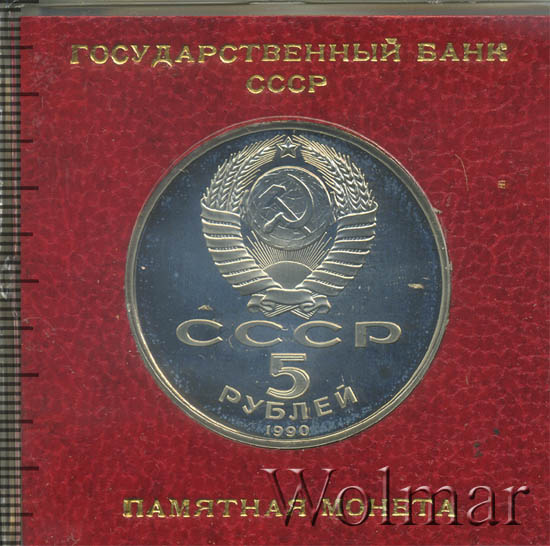 ГОСУДАРСТВЕННЫЙ БАНК
СССР
СССР
5
РУБЛЕЙ
1990
Wolmar
ПАМЯТНАЯ МОНЕТА